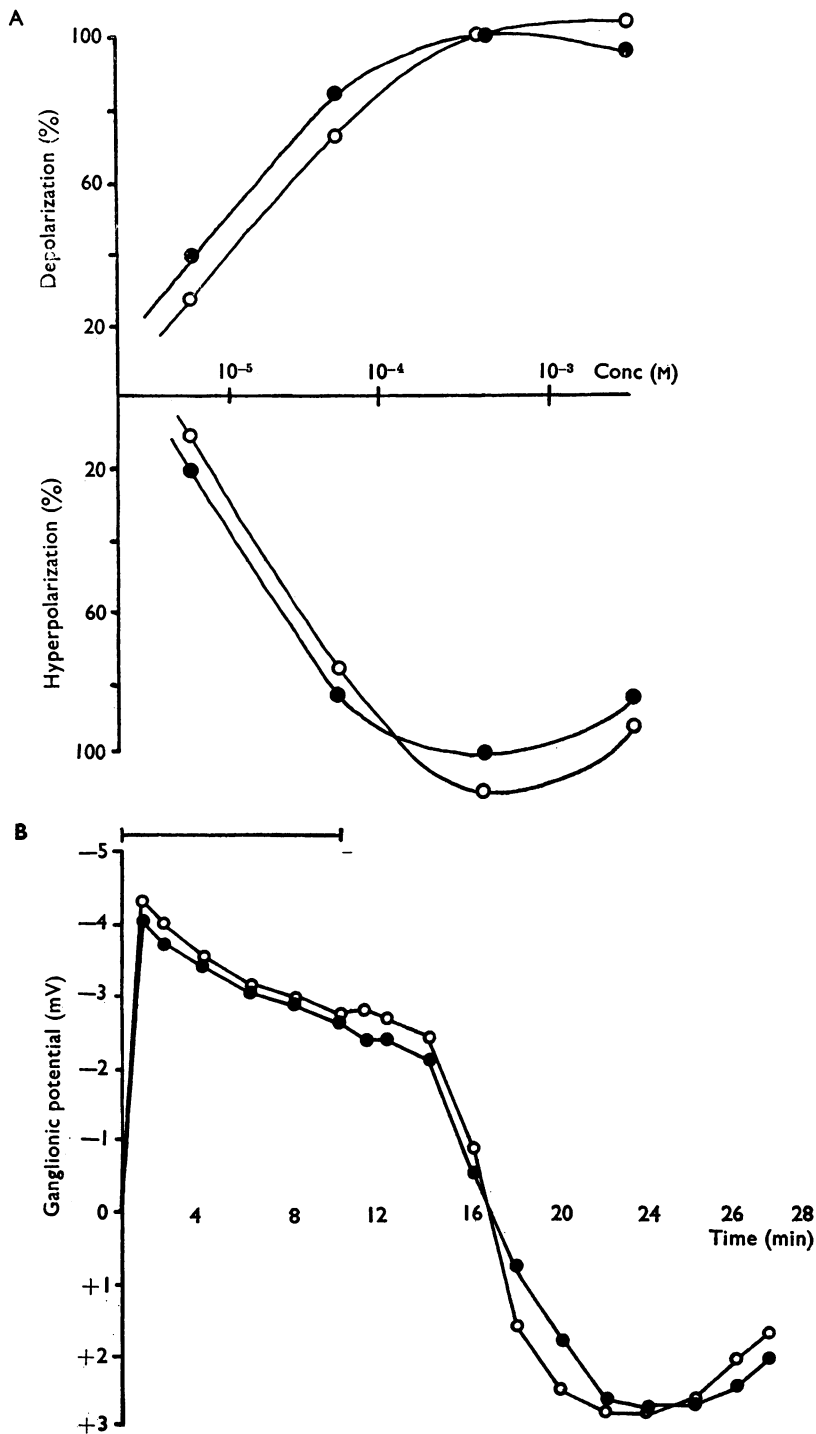 A
100
60
20
Depolarization (%)
10⁻⁵ 10⁻⁴ 10⁻³ Conc (M)
20
60
100
Hyperpolarization (%)
B
—5
—4
—3
—2
—1
0
+1
+2
+3
Ganglionic potential (mV)
4 8 12 16 20 24 26 28
Time (min)